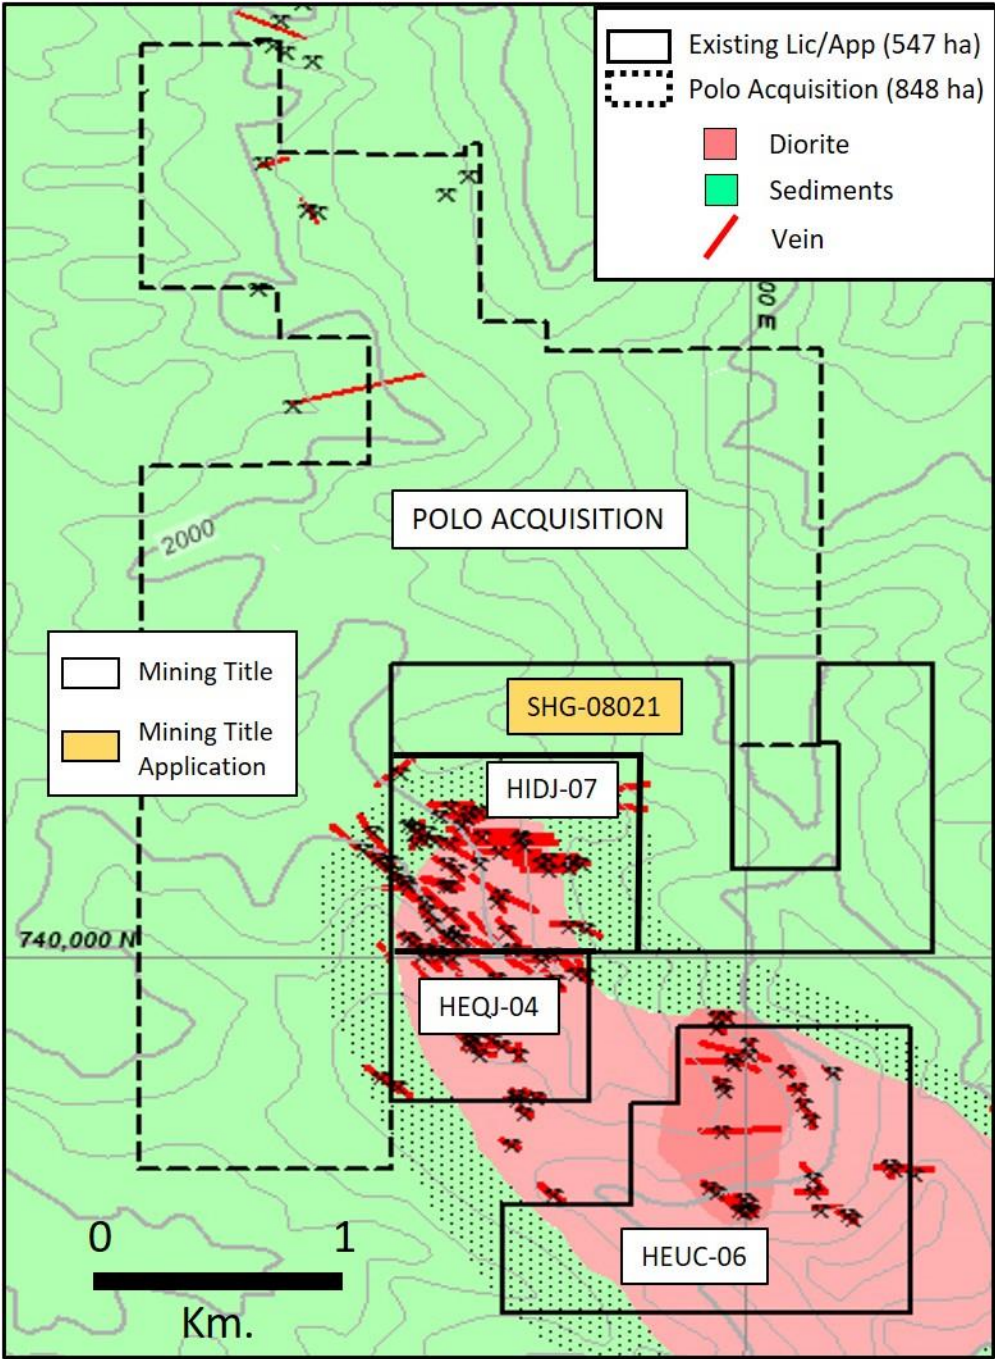 Existing Lic/App (547 ha)
Polo Acquisition (848 ha)
Diorite
Sediments
Vein
00 E
POLO ACQUISITION
2000
Mining Title
Mining Title
Application
SHG-08021
HIDJ-07
740,000 N
HEQJ-04
HEUC-06
0 1
Km.